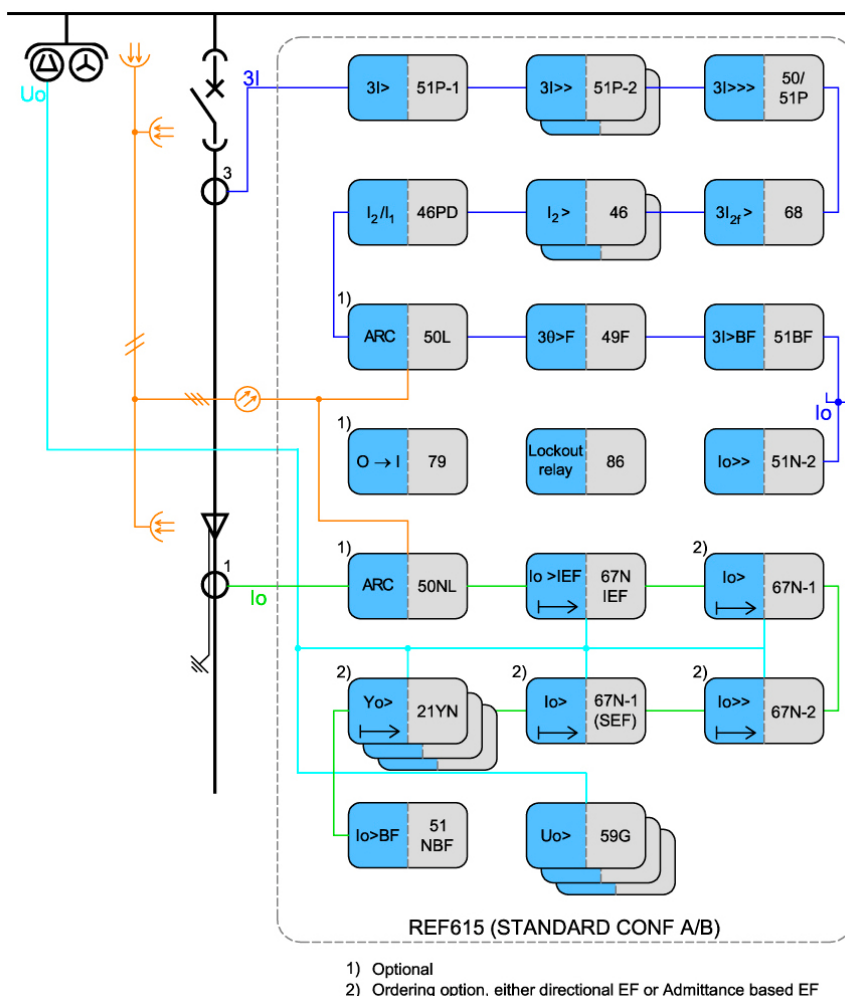 Uo
3I
3
3I> 51P-1
3I>> 51P-2
3I>>> 50/ 51P
I2/I1 46PD
I2> 46
3I2f> 68
1)
ARC 50L
3θ>F 49F
3I>BF 51BF
Io
1)
O → I 79
Lockout relay 86
Io>> 51N-2
1
Io
1)
ARC 50NL
Io >IEF 67N IEF
2)
Io> 67N-1
2)
Yo> 21YN
2)
Io> 67N-1 (SEF)
2)
Io>> 67N-2
Io>BF 51 NBF
Uo> 59G
REF615 (STANDARD CONF A/B)
1) Optional
2) Ordering option, either directional EF or Admittance based EF